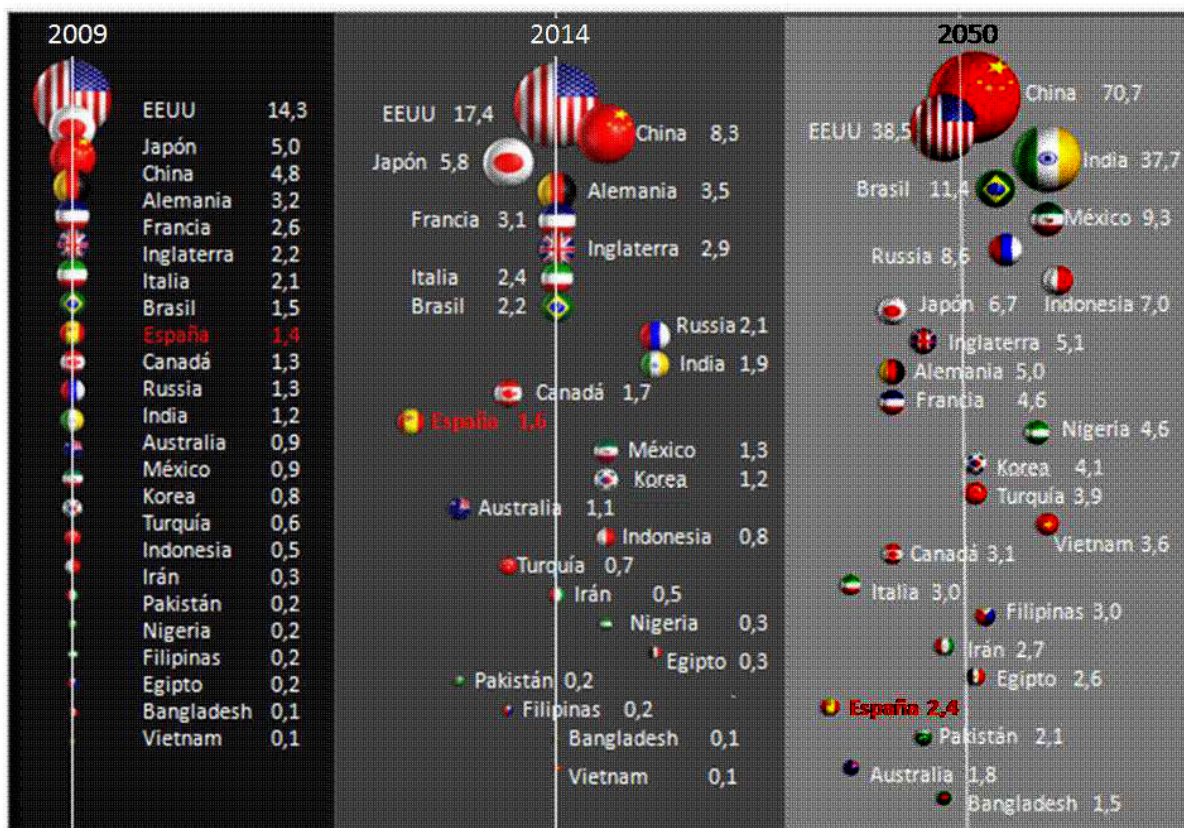 2009
EEUU 14,3
Japón 5,0
China 4,8
Alemania 3,2
Francia 2,6
Inglaterra 2,2
Italia 2,1
Brasil 1,5
España 1,4
Canadá 1,3
Russia 1,3
India 1,2
Australia 0,9
México 0,9
Korea 0,8
Turquía 0,6
Indonesia 0,5
Irán 0,3
Pakistán 0,2
Nigeria 0,2
Filipinas 0,2
Egipto 0,2
Bangladesh 0,1
Vietnam 0,1
2014
EEUU 17,4
China 8,3
Japón 5,8
Alemania 3,5
Francia 3,1
Inglaterra 2,9
Italia 2,4
Brasil 2,2
Russia 2,1
India 1,9
Canadá 1,7
España 1,6
México 1,3
Korea 1,2
Australia 1,1
Indonesia 0,8
Turquía 0,7
Irán 0,5
Nigeria 0,3
Egipto 0,3
Pakistán 0,2
Filipinas 0,2
Bangladesh 0,1
Vietnam 0,1
2050
China 70,7
EEUU 38,5
India 37,7
Brasil 11,4
México 9,3
Russia 8,6
Indonesia 7,0
Japón 6,7
Inglaterra 5,1
Alemania 5,0
Francia 4,6
Nigeria 4,6
Korea 4,1
Turquía 3,9
Vietnam 3,6
Canadá 3,1
Italia 3,0
Filipinas 3,0
Irán 2,7
Egipto 2,6
España 2,4
Pakistán 2,1
Australia 1,8
Bangladesh 1,5